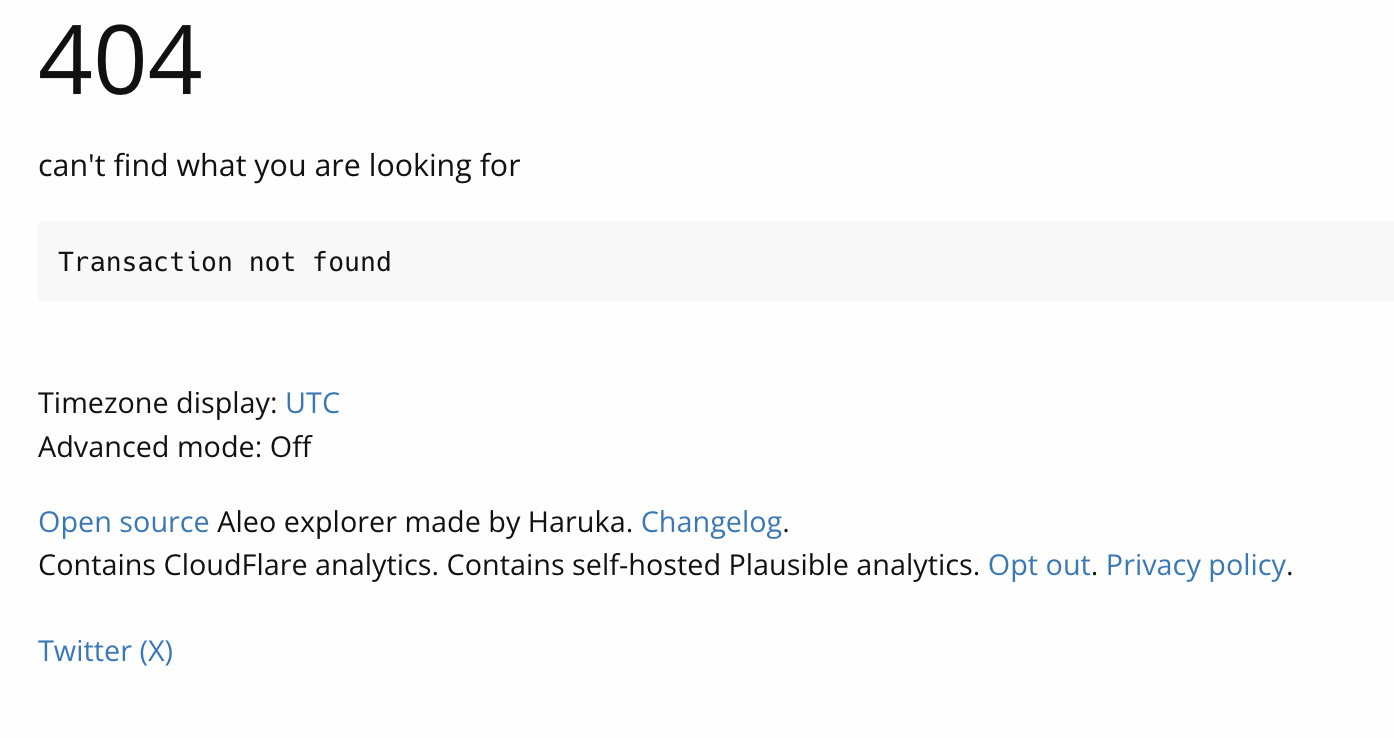 404
can't find what you are looking for
Transaction not found
Timezone display: UTC
Advanced mode: Off
Open source Aleo explorer made by Haruka. Changelog.
Contains CloudFlare analytics. Contains self-hosted Plausible analytics. Opt out. Privacy policy.
Twitter (X)